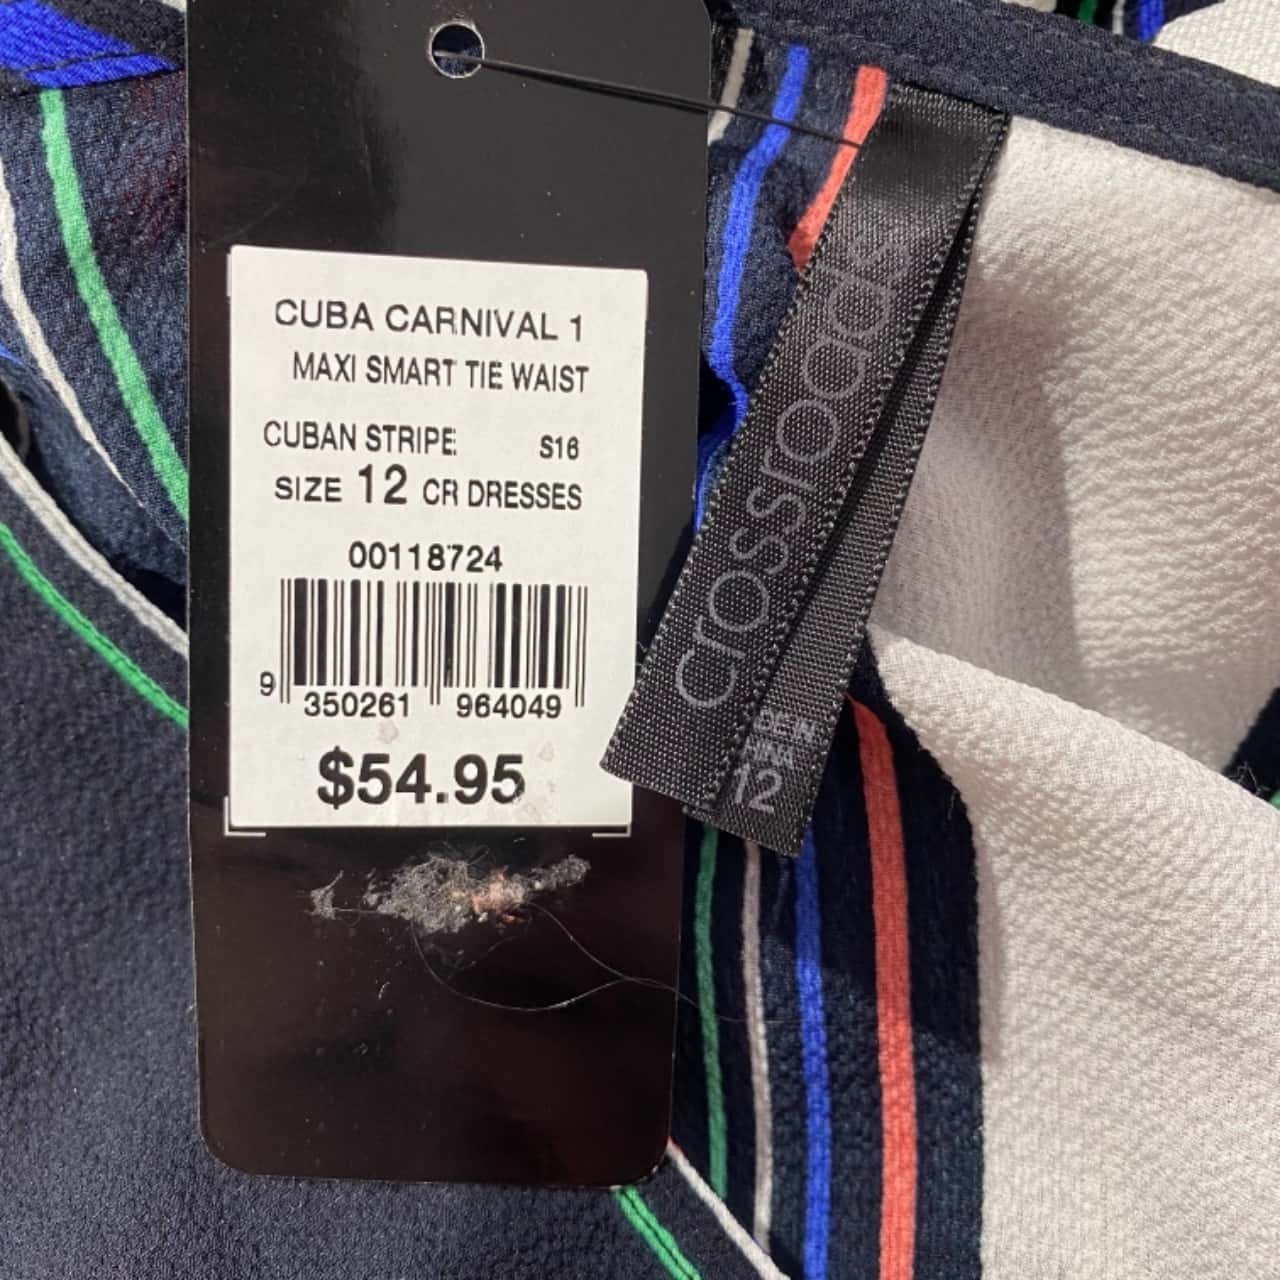 CUBA CARNIVAL 1
MAXI SMART TIE WAIST
CUBAN STRIPE S16
SIZE 12 CR DRESSES
00118724
9 350261 964049
$54.95
crossroads
12